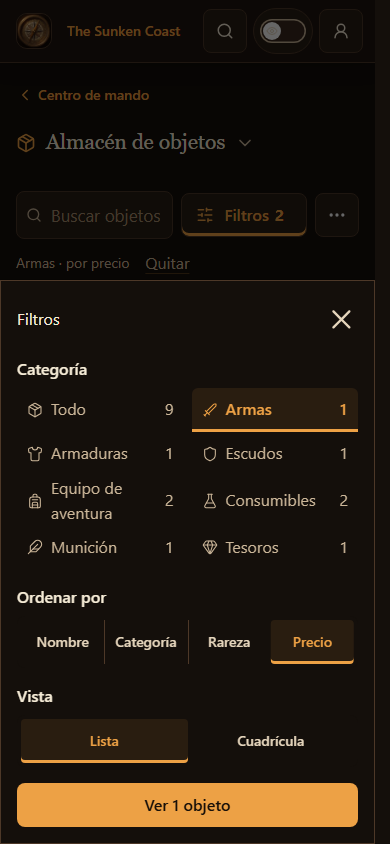 The Sunken Coast
Centro de mando
Almacén de objetos
Buscar objetos
Filtros 2
Armas · por precio Quitar
Filtros
Categoría
Todo 9
Armas 1
Armaduras 1
Escudos 1
Equipo de
aventura 2
Consumibles 2
Munición 1
Tesoros 1
Ordenar por
Nombre Categoría Rareza Precio
Vista
Lista Cuadrícula
Ver 1 objeto